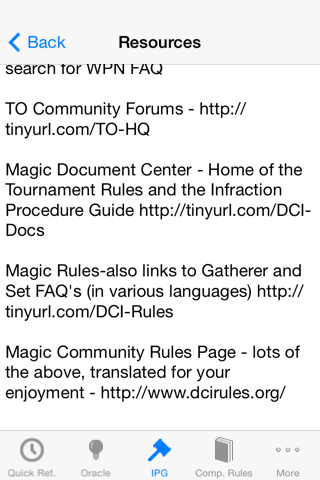 Back
Resources
search for WPN FAQ
TO Community Forums - http://
tinyurl.com/TO-HQ
Magic Document Center - Home of the
Tournament Rules and the Infraction
Procedure Guide http://tinyurl.com/DCI-
Docs
Magic Rules-also links to Gatherer and
Set FAQ's (in various languages) http://
tinyurl.com/DCI-Rules
Magic Community Rules Page - lots of
the above, translated for your
enjoyment - http://www.dcirules.org/
Quick Ref.
Oracle
IPG
Comp. Rules
More